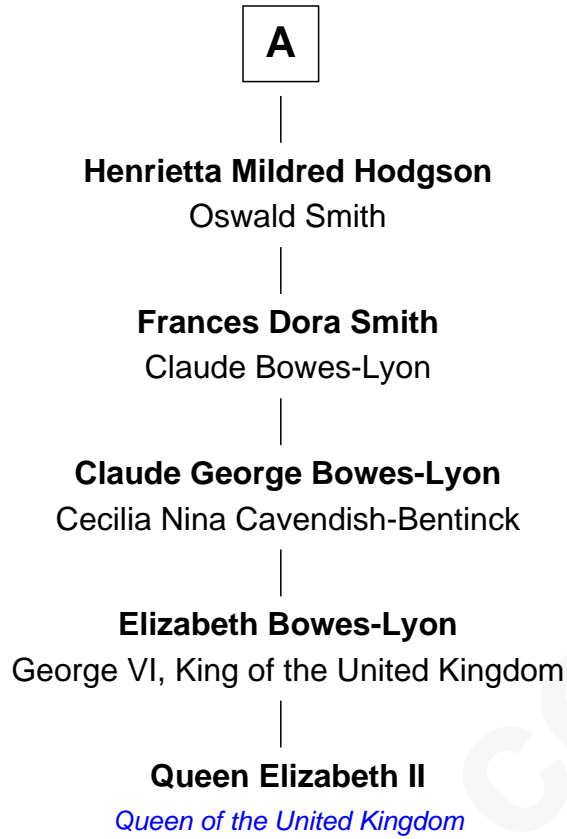 A
Henrietta Mildred Hodgson
Oswald Smith
Frances Dora Smith
Claude Bowes-Lyon
Claude George Bowes-Lyon
Cecilia Nina Cavendish-Bentinck
Elizabeth Bowes-Lyon
George VI, King of the United Kingdom
Queen Elizabeth II
Queen of the United Kingdom